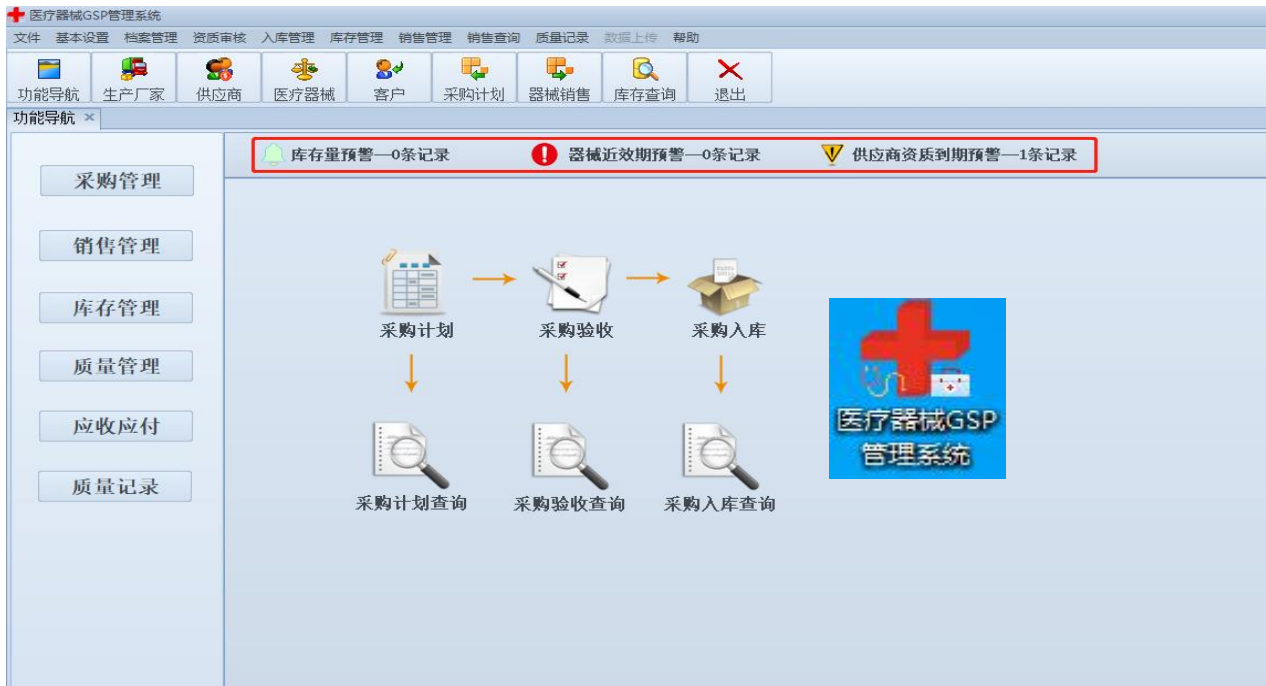 医疗器械GSP管理系统
文件 基本设置 档案管理 资质审核 入库管理 库存管理 销售管理 销售查询 质量记录 数据上传 帮助
功能导航 生产厂家 供应商 医疗器械 客户 采购计划 器械销售 库存查询 退出
功能导航 ×
库存量预警—0条记录 器械近效期预警—0条记录 供应商资质到期预警—1条记录
采购管理
销售管理
库存管理
质量管理
应收应付
质量记录
采购计划 采购验收 采购入库
采购计划查询 采购验收查询 采购入库查询
医疗器械GSP
管理系统